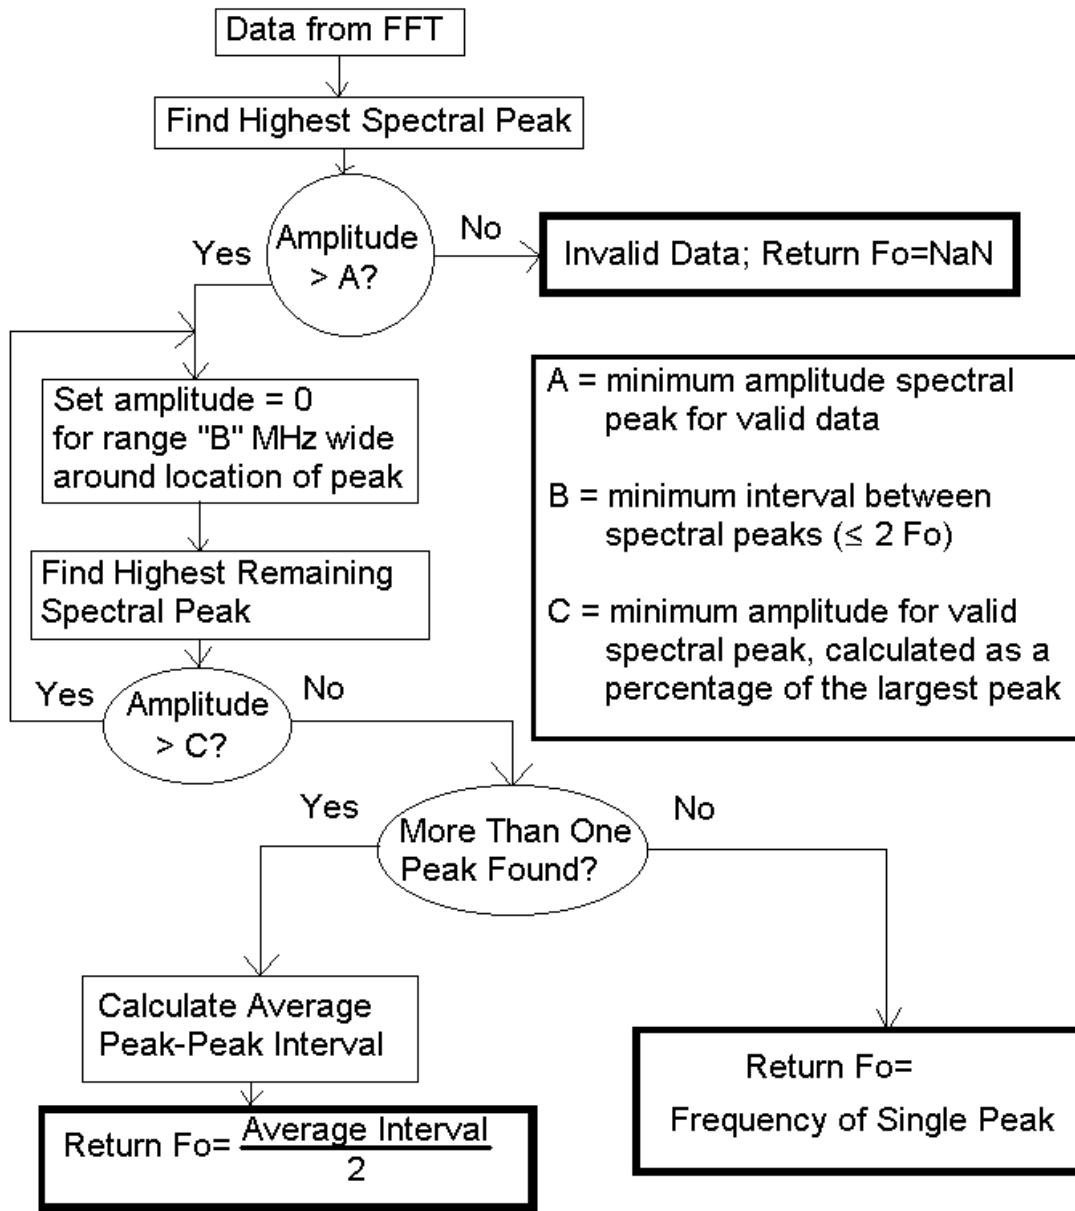 Data from FFT
Find Highest Spectral Peak
Amplitude
> A?
Yes
No
Invalid Data; Return Fo=NaN
Set amplitude = 0
for range "B" MHz wide
around location of peak
Find Highest Remaining
Spectral Peak
Amplitude
> C?
Yes
No
A = minimum amplitude spectral
peak for valid data
B = minimum interval between
spectral peaks (≤ 2 Fo)
C = minimum amplitude for valid
spectral peak, calculated as a
percentage of the largest peak
More Than One
Peak Found?
Yes
No
Calculate Average
Peak-Peak Interval
Return Fo= Average Interval
2
Return Fo=
Frequency of Single Peak